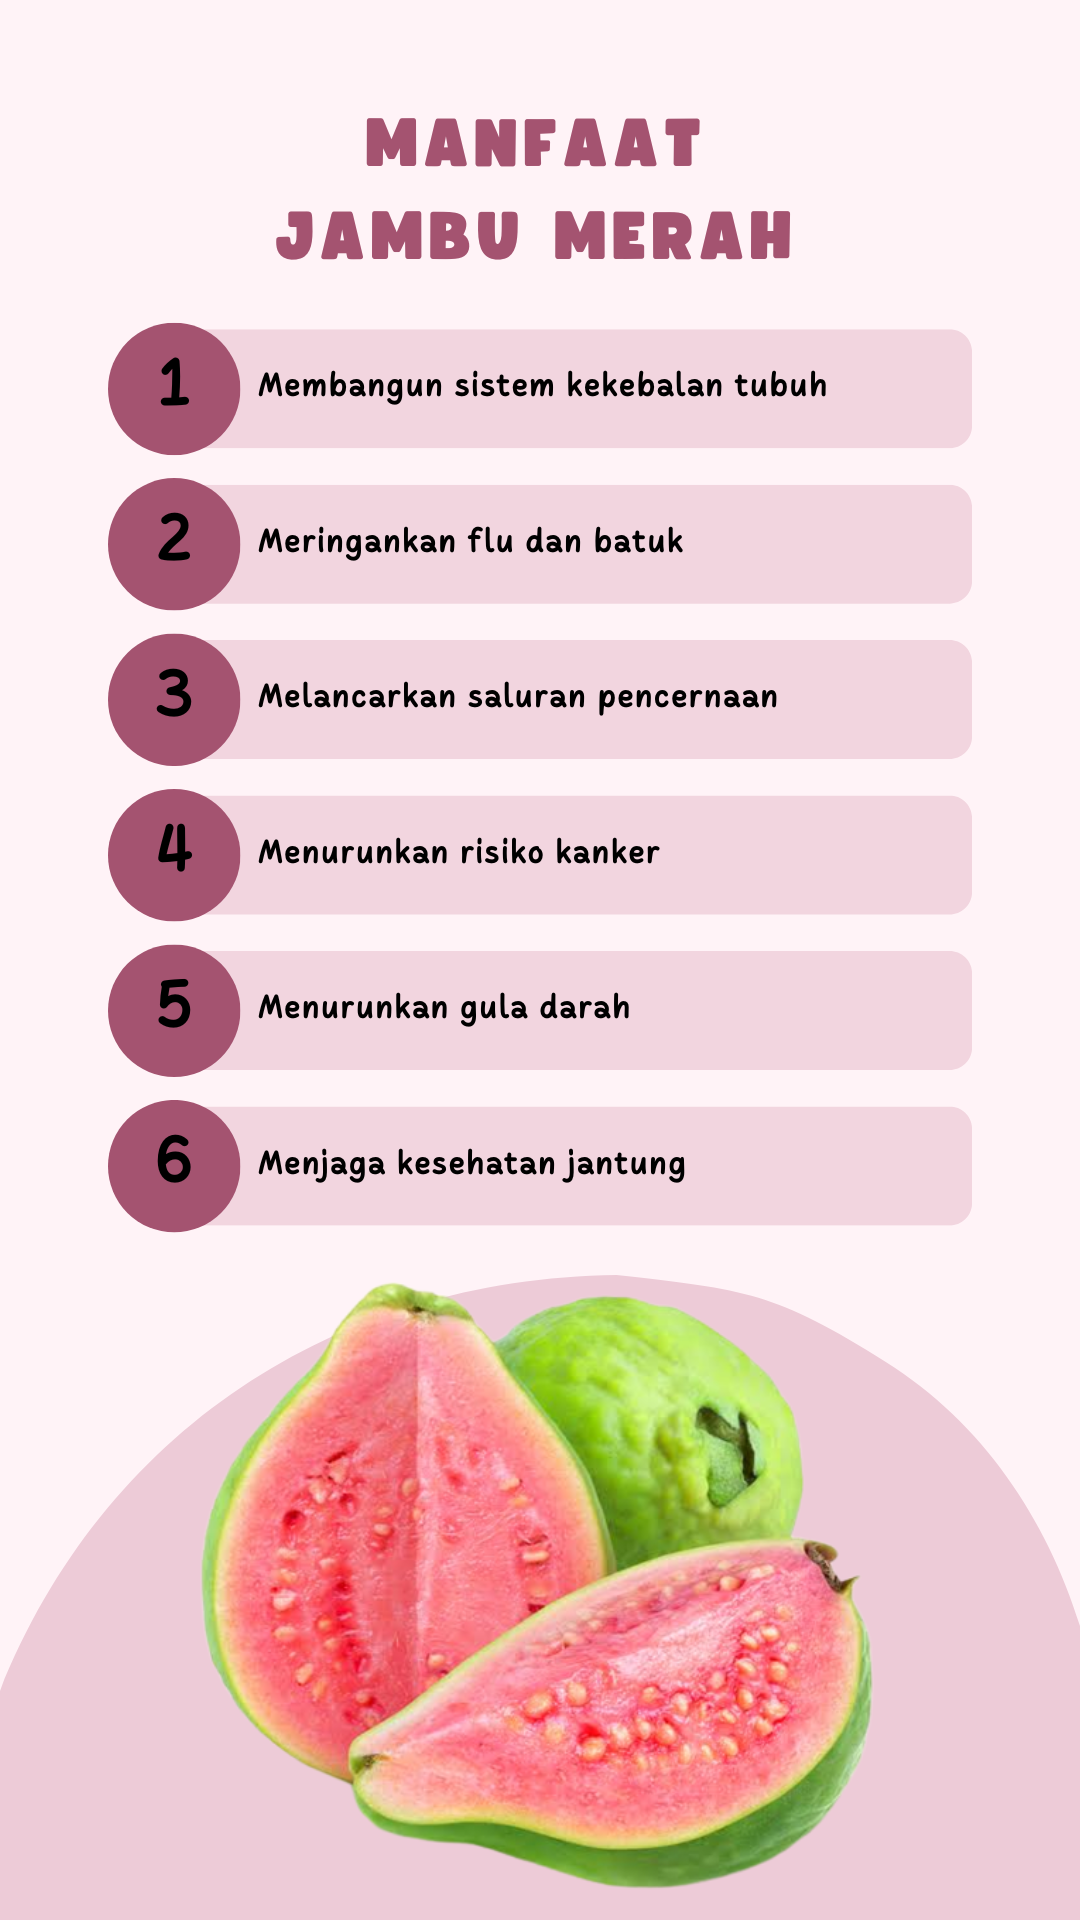 MANFAAT
JAMBU MERAH
1 Membangun sistem kekebalan tubuh
2 Meringankan flu dan batuk
3 Melancarkan saluran pencernaan
4 Menurunkan risiko kanker
5 Menurunkan gula darah
6 Menjaga kesehatan jantung